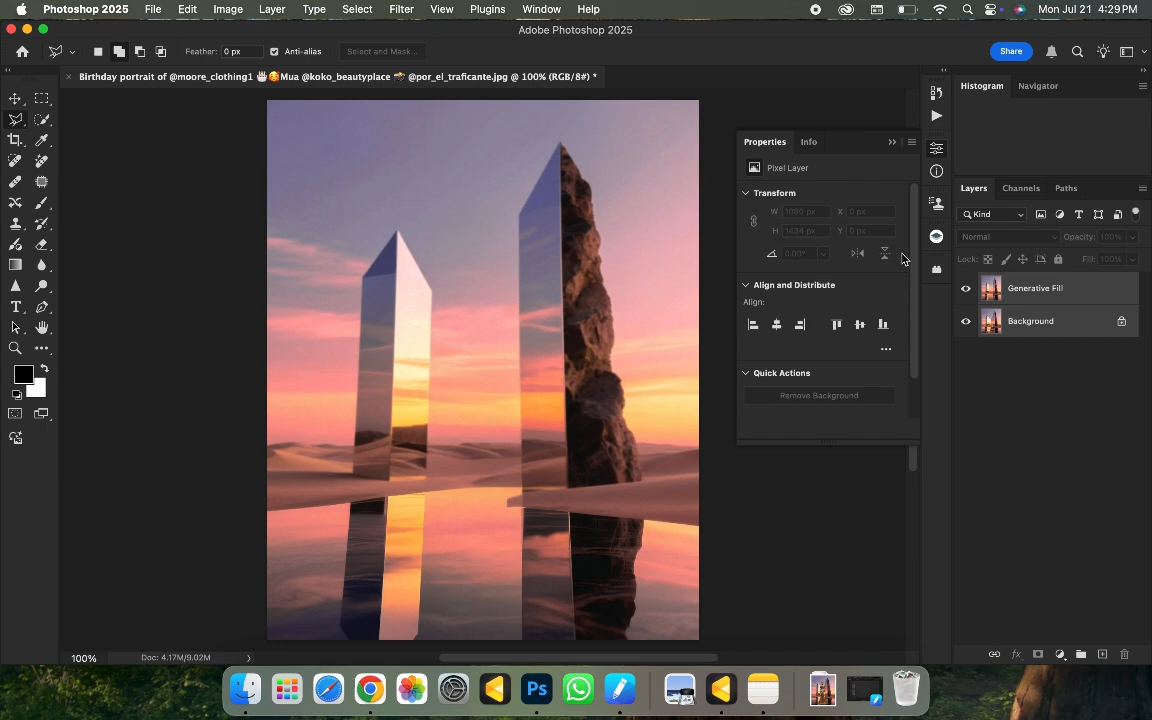 Photoshop 2025 File Edit Image Layer Type Select Filter View Plugins Window Help Mon Jul 21 4:29 PM
Adobe Photoshop 2025
Feather: 0 px Anti-alias Select and Mask... Share
Birthday portrait of @moore_clothing1 🎂🥰Mua @koko_beautyplace 📸 @por_el_traficante.jpg @ 100% (RGB/8#) *
Histogram Navigator
Properties Info
Pixel Layer
Transform
W 1080 px X 0 px
H 1434 px Y 0 px
0.00°
Align and Distribute
Align:
Quick Actions
Remove Background
Layers Channels Paths
Kind
Normal Opacity: 100%
Lock: Fill: 100%
Generative Fill
Background
100% Doc: 4.17M/9.02M
Ps